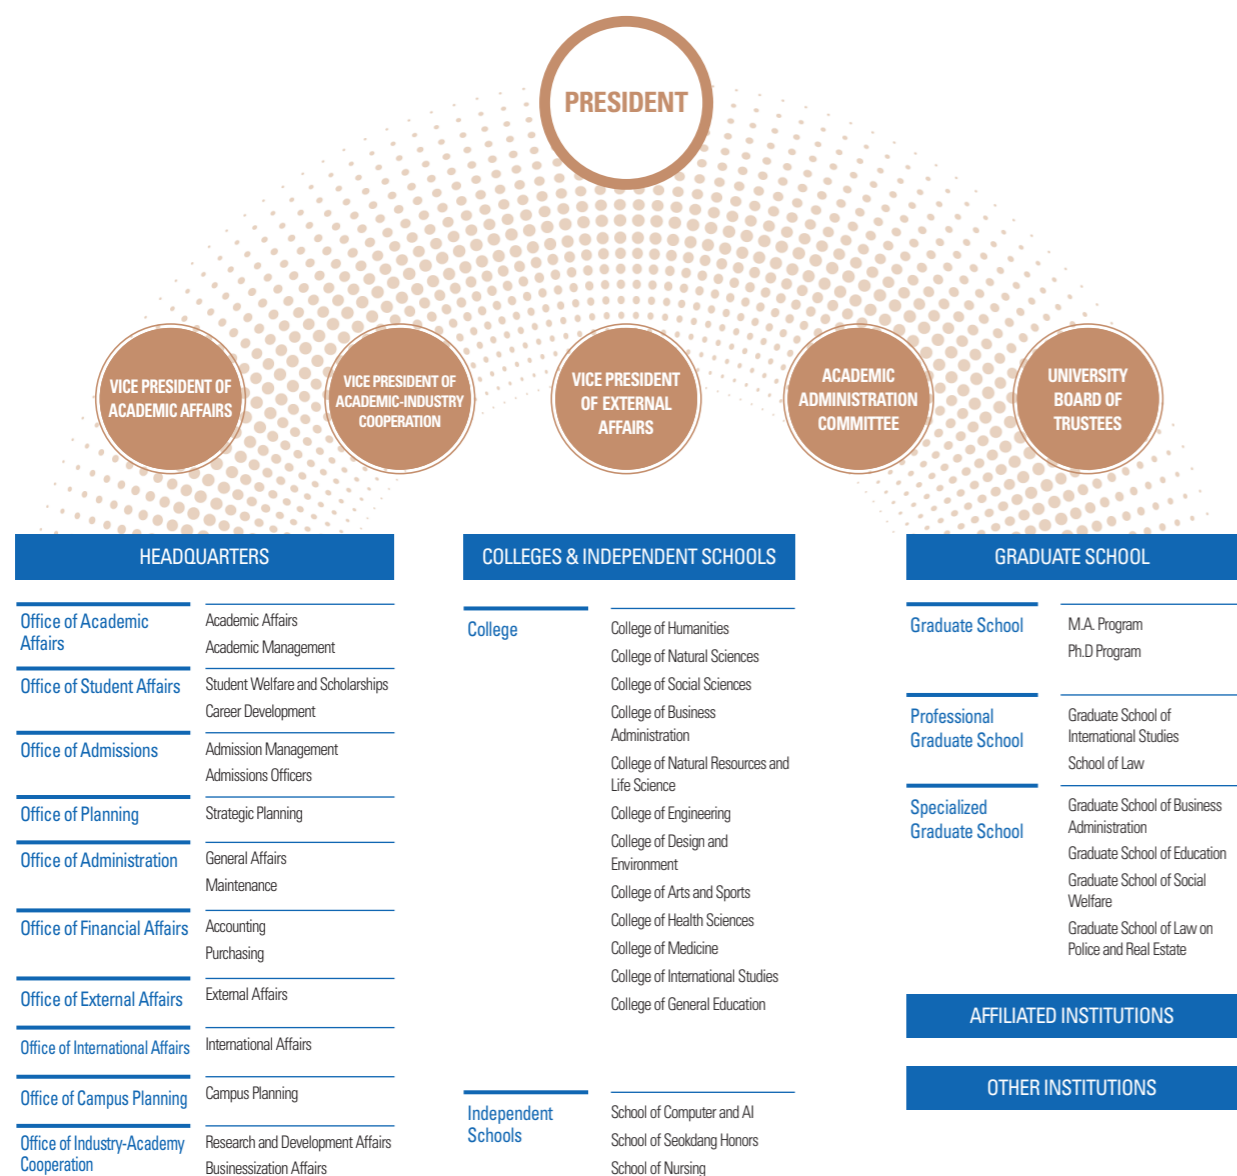 PRESIDENT
VICE PRESIDENT OF
ACADEMIC AFFAIRS
VICE PRESIDENT OF
ACADEMIC-INDUSTRY
COOPERATION
VICE PRESIDENT
OF EXTERNAL
AFFAIRS
ACADEMIC
ADMINISTRATION
COMMITTEE
UNIVERSITY
BOARD OF
TRUSTEES
HEADQUARTERS
Office of Academic
Affairs
Academic Affairs
Academic Management
Office of Student Affairs
Student Welfare and Scholarships
Career Development
Office of Admissions
Admission Management
Admissions Officers
Office of Planning
Strategic Planning
Office of Administration
General Affairs
Maintenance
Office of Financial Affairs
Accounting
Purchasing
Office of External Affairs
External Affairs
Office of International Affairs
International Affairs
Office of Campus Planning
Campus Planning
Office of Industry-Academy
Cooperation
Research and Development Affairs
Businessization Affairs
COLLEGES & INDEPENDENT SCHOOLS
College
College of Humanities
College of Natural Sciences
College of Social Sciences
College of Business
Administration
College of Natural Resources and
Life Science
College of Engineering
College of Design and
Environment
College of Arts and Sports
College of Health Sciences
College of Medicine
College of International Studies
College of General Education
Independent
Schools
School of Computer and AI
School of Seokdang Honors
School of Nursing
GRADUATE SCHOOL
Graduate School
M.A. Program
Ph.D Program
Professional
Graduate School
Graduate School of
International Studies
School of Law
Specialized
Graduate School
Graduate School of Business
Administration
Graduate School of Education
Graduate School of Social
Welfare
Graduate School of Law on
Police and Real Estate
AFFILIATED INSTITUTIONS
OTHER INSTITUTIONS